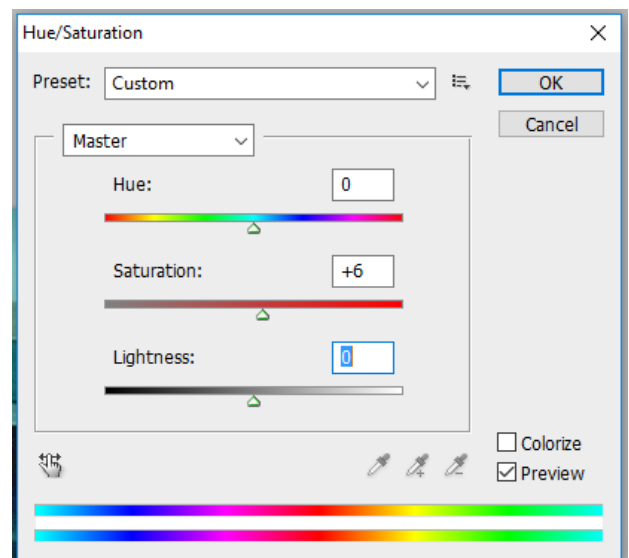 Hue/Saturation
Preset: Custom
OK
Cancel
Master
Hue: 0
Saturation: +6
Lightness: 0
Colorize
Preview